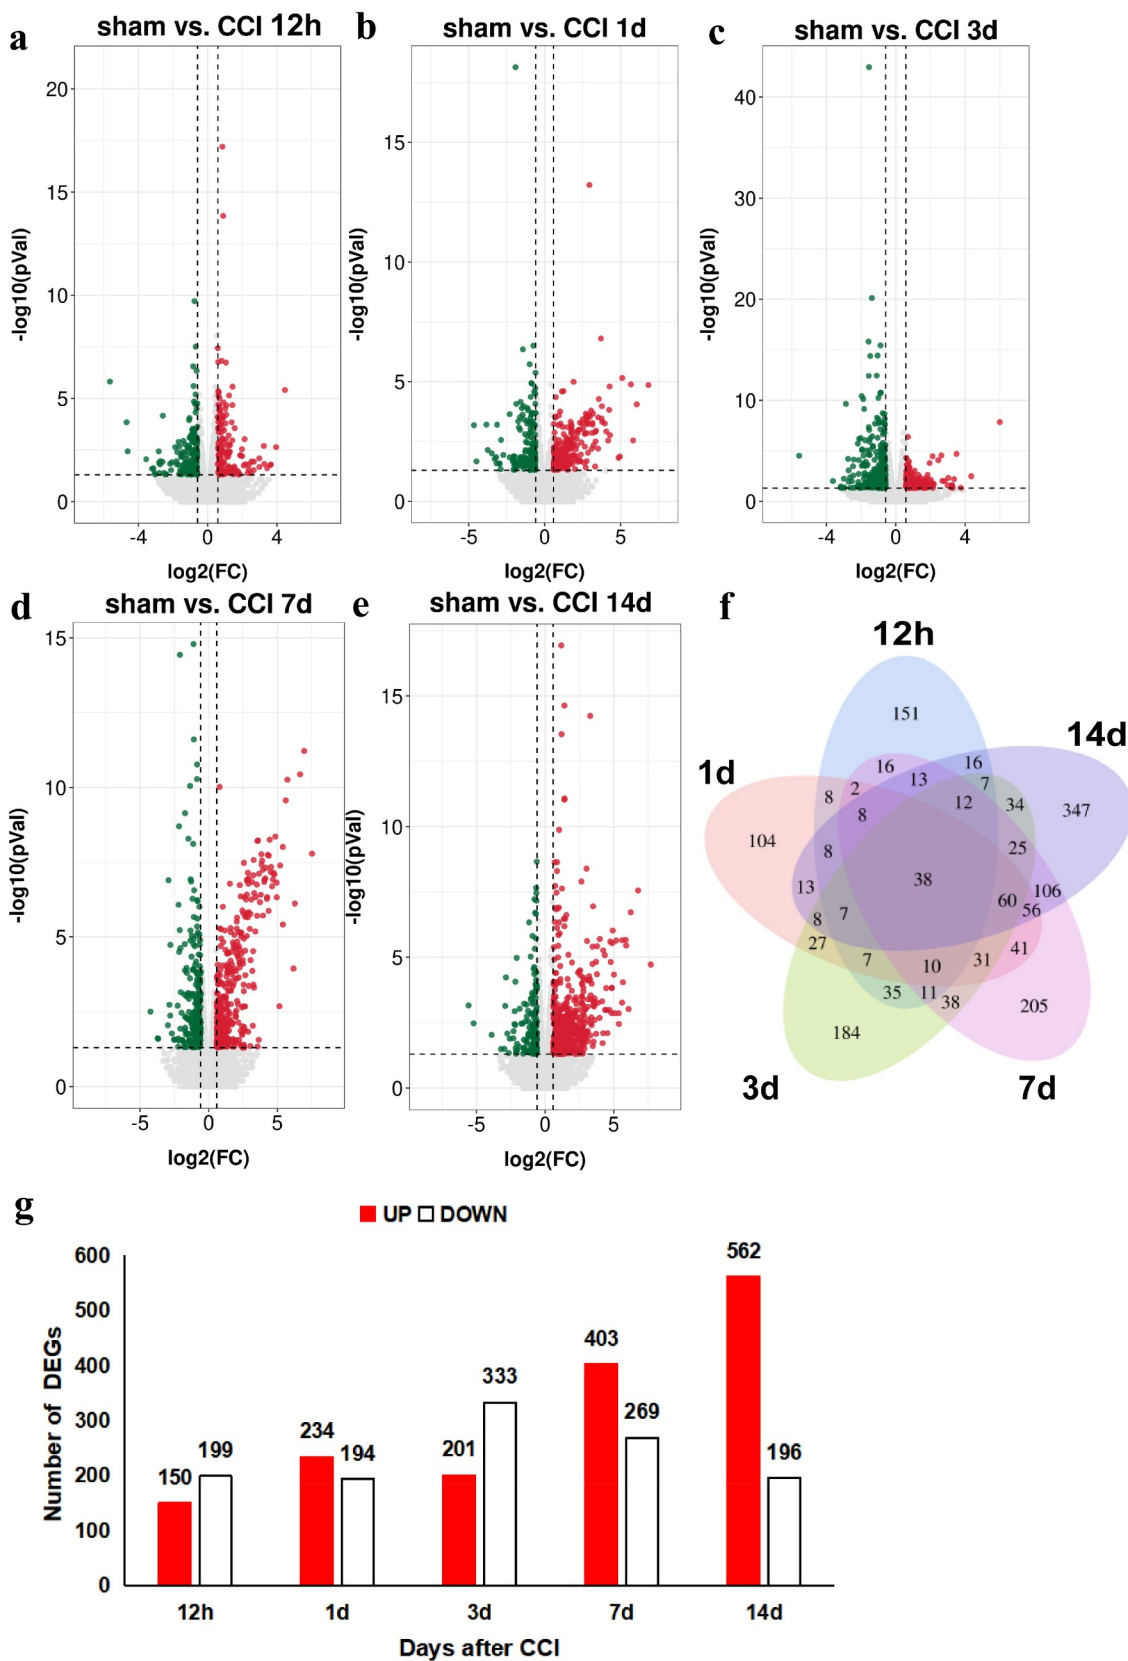 a
sham vs. CCI 12h
20
15
10
5
0
-4
0
4
-log10(pVal)
log2(FC)
b
sham vs. CCI 1d
15
10
5
0
-5
0
5
-log10(pVal)
log2(FC)
c
sham vs. CCI 3d
40
30
20
10
0
-4
0
4
-log10(pVal)
log2(FC)
d
sham vs. CCI 7d
15
10
5
0
-5
0
5
-log10(pVal)
log2(FC)
e
sham vs. CCI 14d
15
10
5
0
-5
0
5
-log10(pVal)
log2(FC)
f
12h
14d
1d
3d
7d
151
16
16
13
7
2
8
8
12
34
347
104
8
25
38
13
60
106
56
8
7
27
41
7
10
31
35
11
38
205
184
g
UP
DOWN
600
500
400
300
200
100
0
Number of DEGs
150
199
234
194
201
333
403
269
562
196
12h
1d
3d
7d
14d
Days after CCI